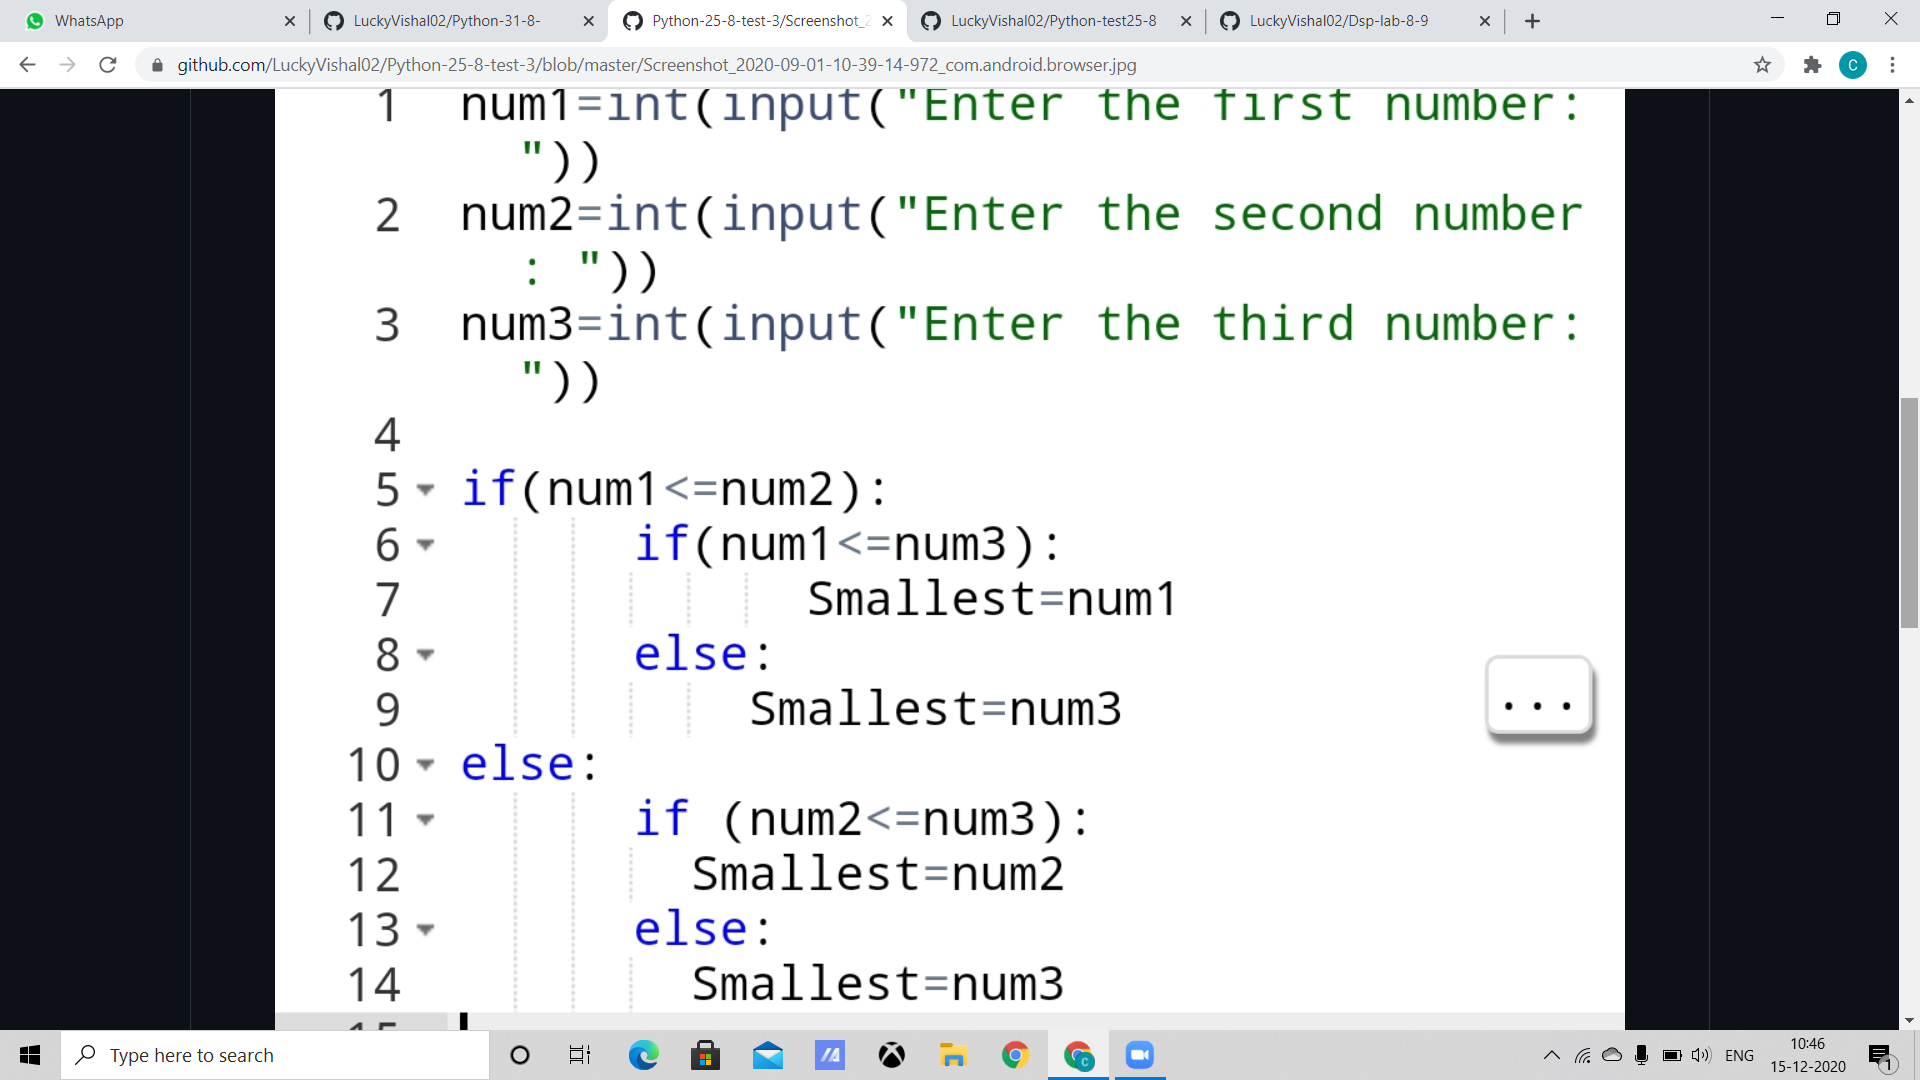 WhatsApp
LuckyVishal02/Python-31-8-
Python-25-8-test-3/Screenshot_2
LuckyVishal02/Python-test25-8
LuckyVishal02/Dsp-lab-8-9
github.com/LuckyVishal02/Python-25-8-test-3/blob/master/Screenshot_2020-09-01-10-39-14-972_com.android.browser.jpg
C
1 num1=int(input("Enter the first number:
"))
2 num2=int(input("Enter the second number
: "))
3 num3=int(input("Enter the third number:
"))
4
5 if(num1<=num2):
6 if(num1<=num3):
7 Smallest=num1
8 else:
9 Smallest=num3
10 else:
11 if (num2<=num3):
12 Smallest=num2
13 else:
14 Smallest=num3
15
...
Type here to search
C
ENG
10:46
15-12-2020
1